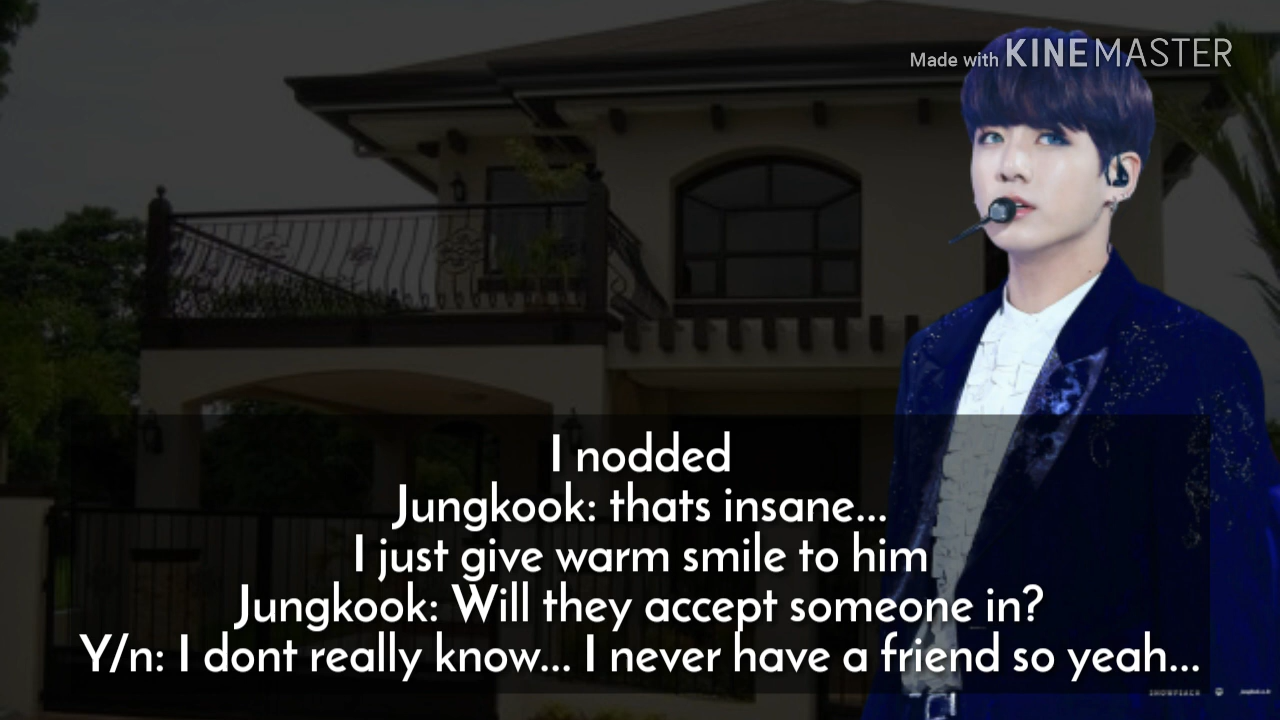 Made with KINEMASTER
I nodded
Jungkook: thats insane...
I just give warm smile to him
Jungkook: Will they accept someone in?
Y/n: I dont really know... I never have a friend so yeah...